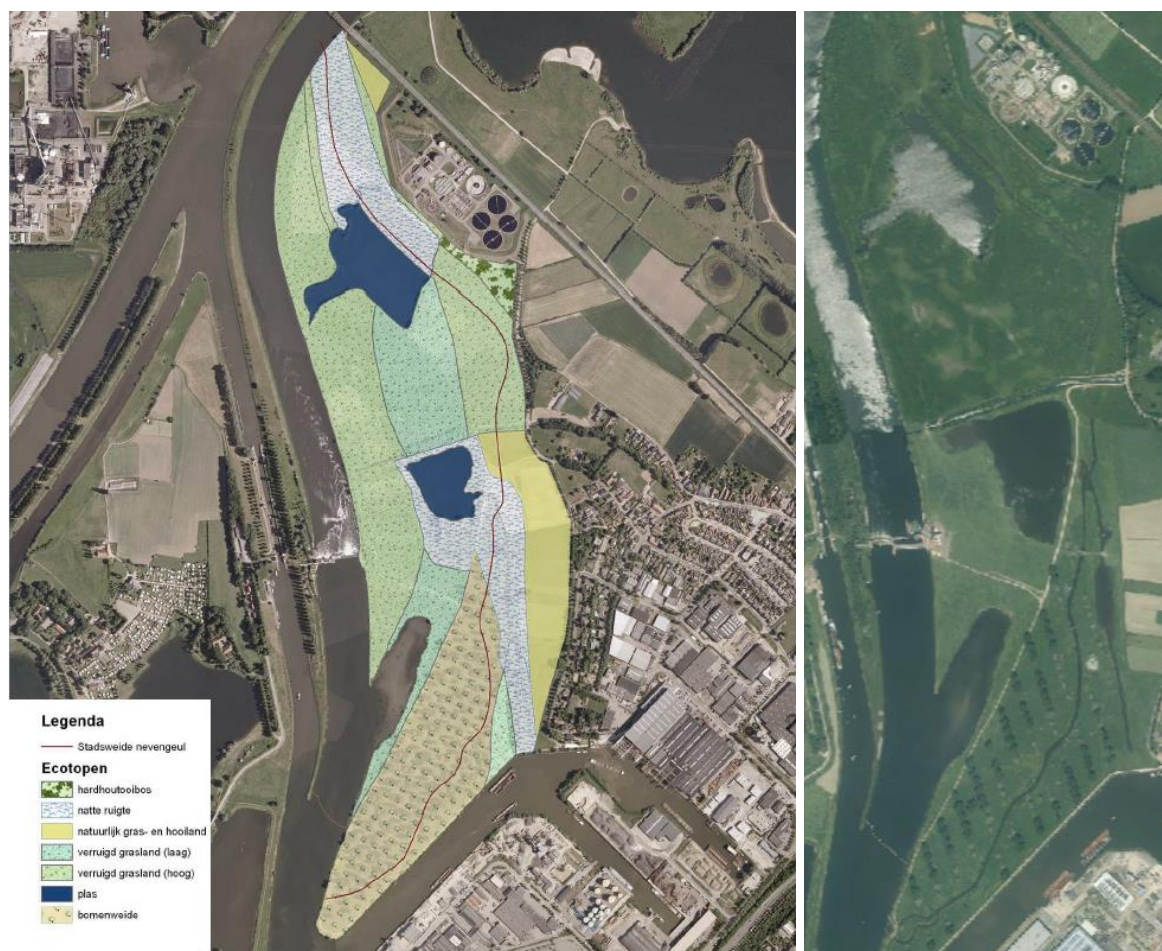 Legenda
Stadsweide nevengeul
Ecotopen
hardhoutooibos
natte ruigte
natuurlijk gras- en hooiland
verruigd grasland (laag)
verruigd grasland (hoog)
plas
bomenweide